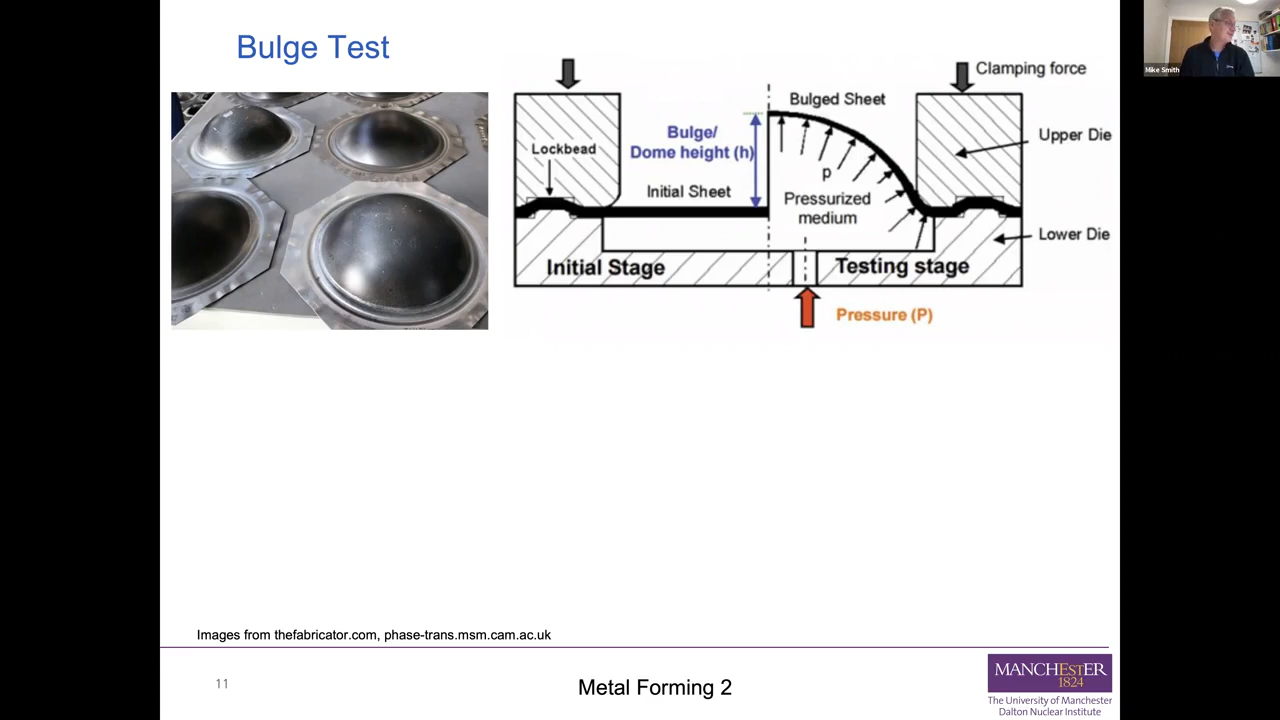 Bulge Test
Clamping force
Bulged Sheet
Bulge/
Dome height (h)
Upper Die
Lockbead
p
Initial Sheet
Pressurized
medium
Lower Die
Initial Stage
Testing stage
Pressure (P)
Images from thefabricator.com, phase-trans.msm.cam.ac.uk
11
Metal Forming 2
MANCHESTER
1824
The University of Manchester
Dalton Nuclear Institute
Mike Smith